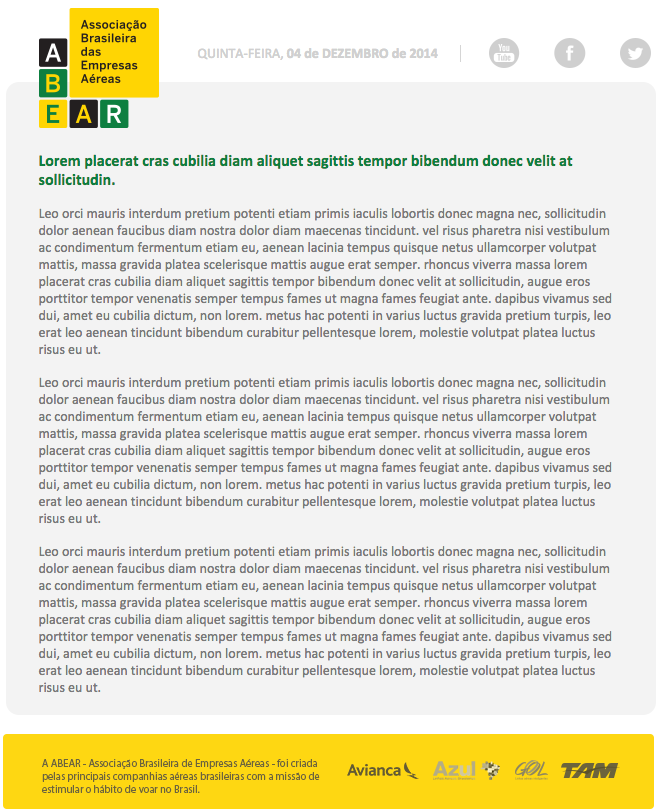 Associação
Brasileira
das
Empresas
Aéreas
A
B
E A R
QUINTA-FEIRA, 04 de DEZEMBRO de 2014
You
Tube
f
Lorem placerat cras cubilia diam aliquet sagittis tempor bibendum donec velit at
sollicitudin.
Leo orci mauris interdum pretium potenti etiam primis iaculis lobortis donec magna nec, sollicitudin
dolor aenean faucibus diam nostra dolor diam maecenas tincidunt. vel risus pharetra nisi vestibulum
ac condimentum fermentum etiam eu, aenean lacinia tempus quisque netus ullamcorper volutpat
mattis, massa gravida platea scelerisque mattis augue erat semper. rhoncus viverra massa lorem
placerat cras cubilia diam aliquet sagittis tempor bibendum donec velit at sollicitudin, augue eros
porttitor tempor venenatis semper tempus fames ut magna fames feugiat ante. dapibus vivamus sed
dui, amet eu cubilia dictum, non lorem. metus hac potenti in varius luctus gravida pretium turpis, leo
erat leo aenean tincidunt bibendum curabitur pellentesque lorem, molestie volutpat platea luctus
risus eu ut.
Leo orci mauris interdum pretium potenti etiam primis iaculis lobortis donec magna nec, sollicitudin
dolor aenean faucibus diam nostra dolor diam maecenas tincidunt. vel risus pharetra nisi vestibulum
ac condimentum fermentum etiam eu, aenean lacinia tempus quisque netus ullamcorper volutpat
mattis, massa gravida platea scelerisque mattis augue erat semper. rhoncus viverra massa lorem
placerat cras cubilia diam aliquet sagittis tempor bibendum donec velit at sollicitudin, augue eros
porttitor tempor venenatis semper tempus fames ut magna fames feugiat ante. dapibus vivamus sed
dui, amet eu cubilia dictum, non lorem. metus hac potenti in varius luctus gravida pretium turpis, leo
erat leo aenean tincidunt bibendum curabitur pellentesque lorem, molestie volutpat platea luctus
risus eu ut.
Leo orci mauris interdum pretium potenti etiam primis iaculis lobortis donec magna nec, sollicitudin
dolor aenean faucibus diam nostra dolor diam maecenas tincidunt. vel risus pharetra nisi vestibulum
ac condimentum fermentum etiam eu, aenean lacinia tempus quisque netus ullamcorper volutpat
mattis, massa gravida platea scelerisque mattis augue erat semper. rhoncus viverra massa lorem
placerat cras cubilia diam aliquet sagittis tempor bibendum donec velit at sollicitudin, augue eros
porttitor tempor venenatis semper tempus fames ut magna fames feugiat ante. dapibus vivamus sed
dui, amet eu cubilia dictum, non lorem. metus hac potenti in varius luctus gravida pretium turpis, leo
erat leo aenean tincidunt bibendum curabitur pellentesque lorem, molestie volutpat platea luctus
risus eu ut.
A ABEAR - Associação Brasileira de Empresas Aéreas - foi criada
pelas principais companhias aéreas brasileiras com a missão de
estimular o hábito de voar no Brasil.
Avianca Azul GOL TAM